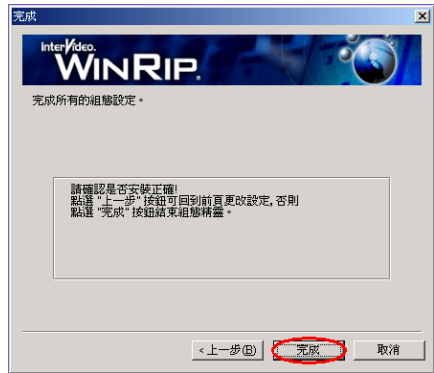 完成
InterVideo.
WINRIP.
完成所有的組態設定。
請確認是否安裝正確!
點選 "上一步" 按鈕可回到前頁更改設定, 否則
點選 "完成" 按鈕結束組態精靈。
<上一步(B)
完成
取消